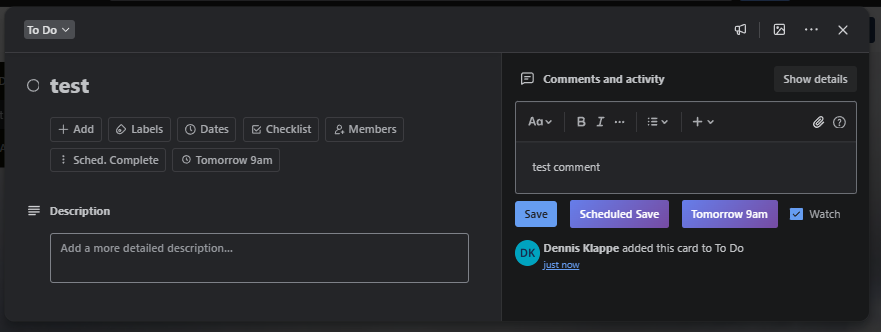 To Do
test
Add Labels Dates Checklist Members
Sched. Complete Tomorrow 9am
Description
Add a more detailed description...
Comments and activity Show details
Aa B I
test comment
Save Scheduled Save Tomorrow 9am Watch
DK Dennis Klappe added this card to To Do
just now